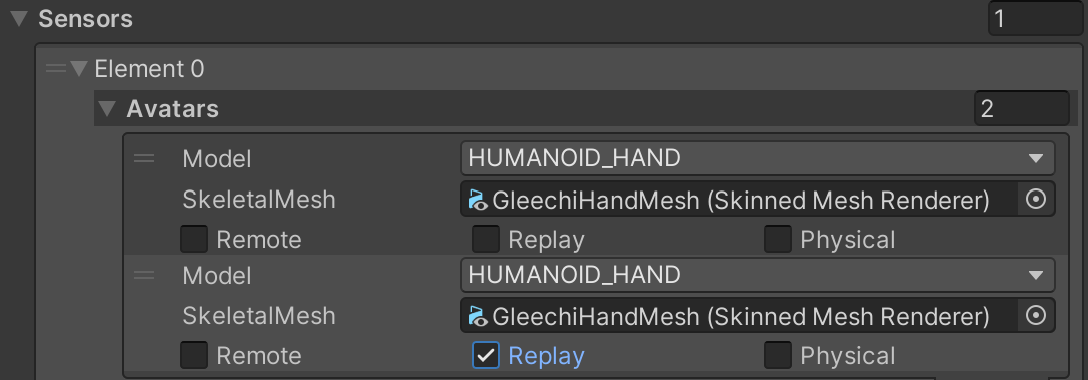 Sensors 1
Element 0
Avatars 2
Model HUMANOID_HAND
SkeletalMesh GleechiHandMesh (Skinned Mesh Renderer)
Remote Replay Physical
Model HUMANOID_HAND
SkeletalMesh GleechiHandMesh (Skinned Mesh Renderer)
Remote Replay Physical